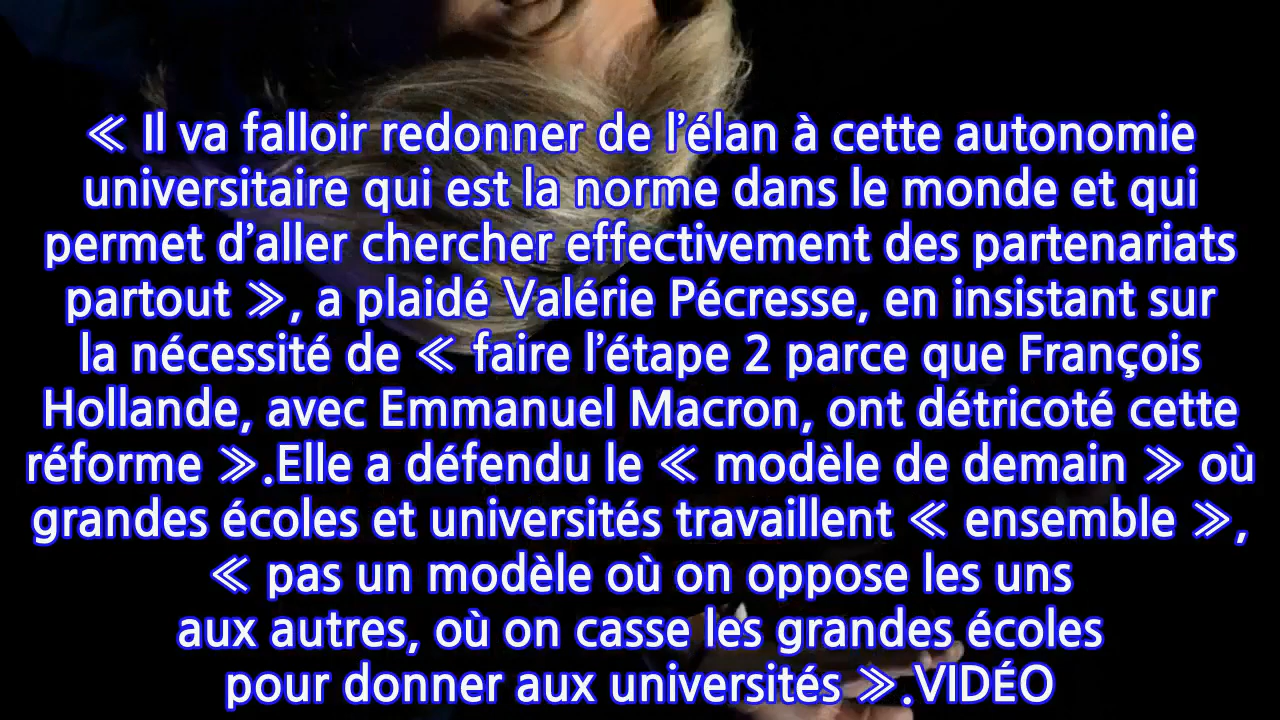 ≪ Il va falloir redonner de l’élan à cette autonomie
universitaire qui est la norme dans le monde et qui
permet d’aller chercher effectivement des partenariats
partout ≫, a plaidé Valérie Pécresse, en insistant sur
la nécessité de ≪ faire l’étape 2 parce que François
Hollande, avec Emmanuel Macron, ont détricoté cette
réforme ≫.Elle a défendu le ≪ modèle de demain ≫ où
grandes écoles et universités travaillent ≪ ensemble ≫,
≪ pas un modèle où on oppose les uns
aux autres, où on casse les grandes écoles
pour donner aux universités ≫.VIDÉO